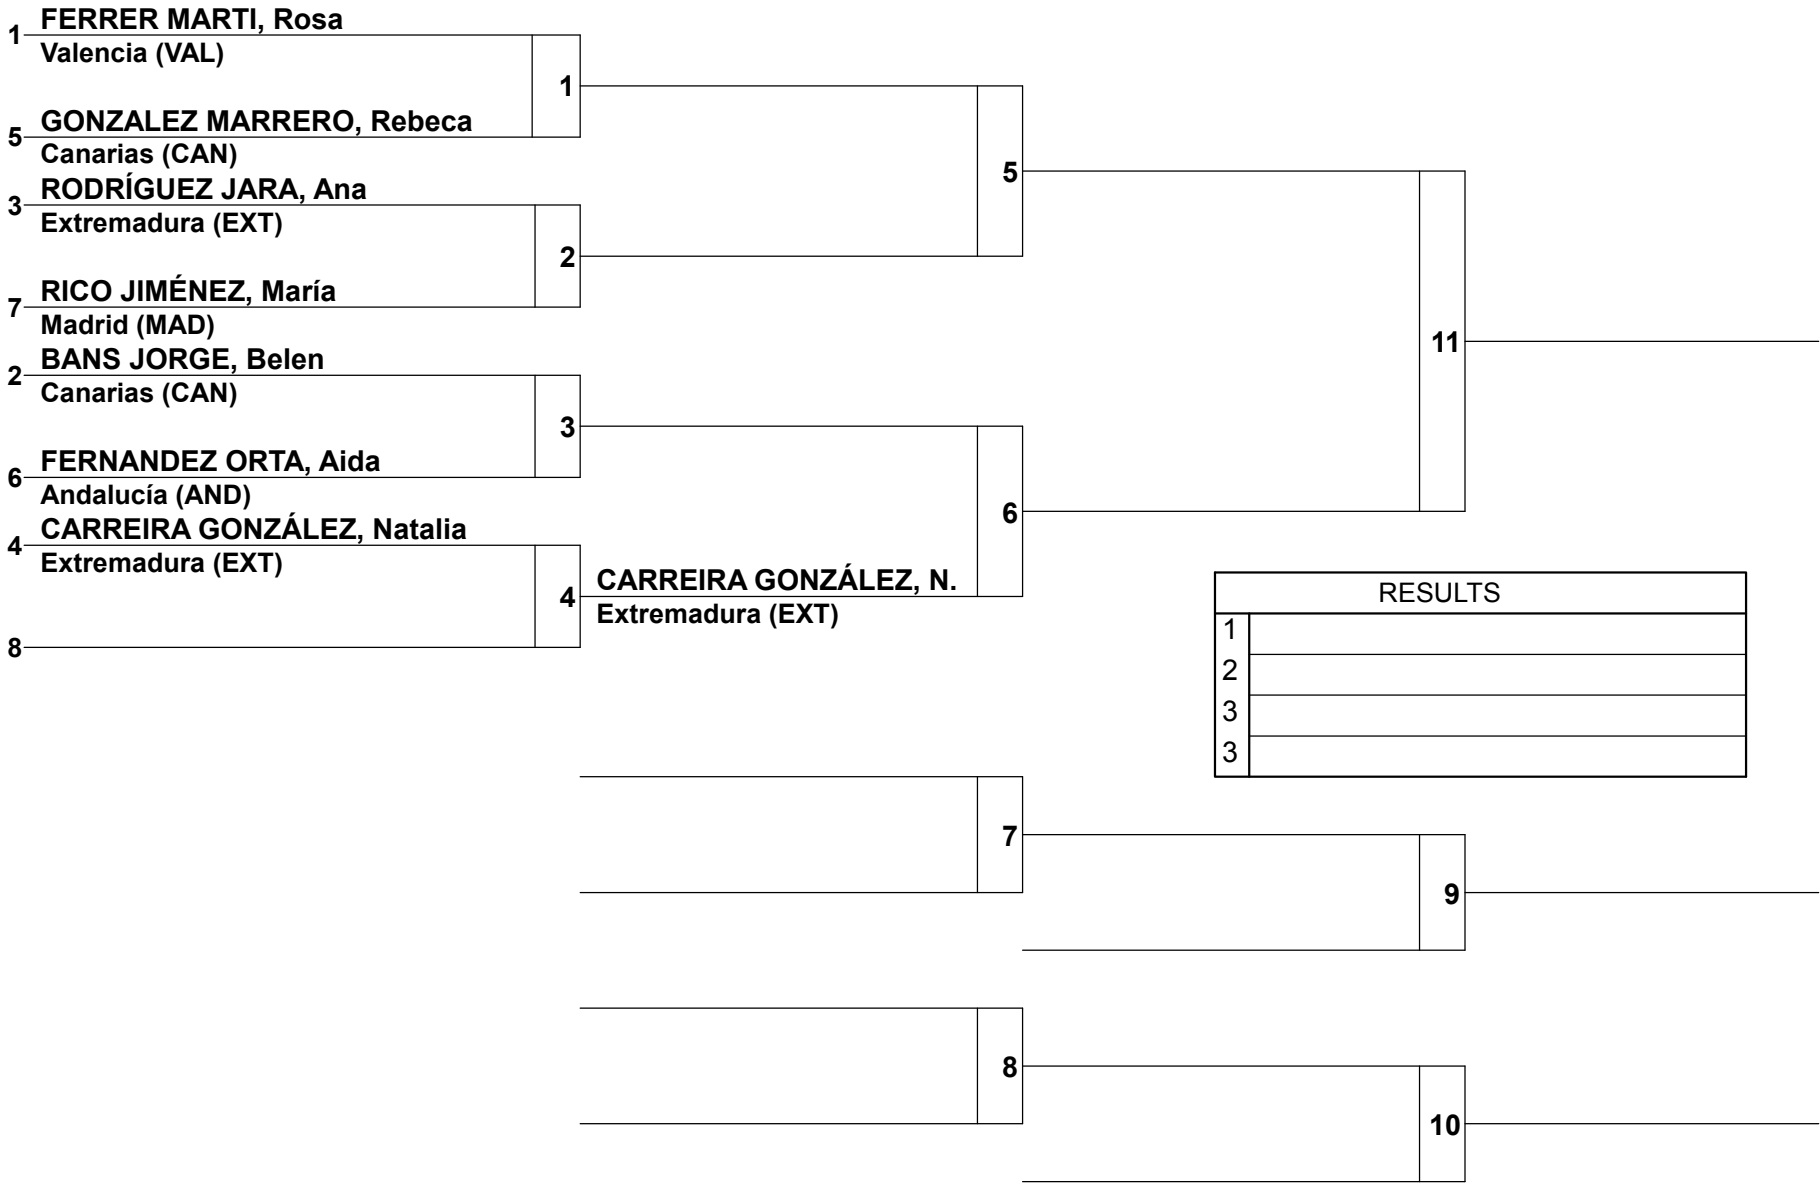 FERRER MARTI, Rosa
1
Valencia (VAL)
1
GONZALEZ MARRERO, Rebeca
5
Canarias (CAN)
5
RODRÍGUEZ JARA, Ana
3
Extremadura (EXT)
2
RICO JIMÉNEZ, María
7
Madrid (MAD)
11
BANS JORGE, Belen
2
Canarias (CAN)
3
FERNANDEZ ORTA, Aida
6
Andalucía (AND)
6
CARREIRA GONZÁLEZ, Natalia
4
Extremadura (EXT)
4
CARREIRA GONZÁLEZ, N.
Extremadura (EXT)
8
RESULTS
1
2
3
3
7
9
8
10